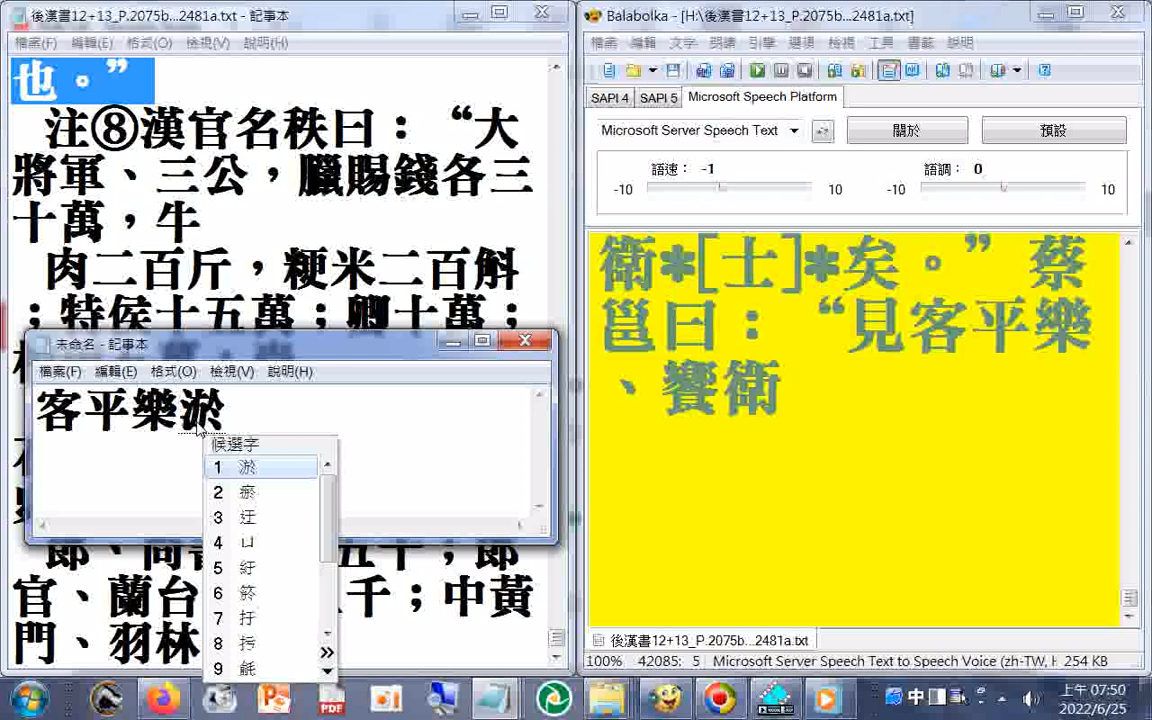 後漢書12+13_P.2075b...2481a.txt - 記事本
檔案(F) 編輯(E) 格式(O) 檢視(V) 說明(H)
也。”
注⑧漢官名秩曰：“大
將軍、三公，臘賜錢各三
十萬，牛
肉二百斤，粳米二百斛
；特侯十五萬；卿十萬；
未命名 - 記事本
檔案(F) 編輯(E) 格式(O) 檢視(V) 說明(H)
客平樂淤
候選字
1 淤
2 瘀
3 迂
4 凵
5 紆
6 箊
7 扜
8 扝
9
官、蘭台
千；中黃
門、羽林
Balabolka - [H:\後漢書12+13_P.2075b...2481a.txt]
檔案 編輯 文字 朗讀 引擎 選項 檢視 工具 書籤 說明
SAPI 4 SAPI 5 Microsoft Speech Platform
Microsoft Server Speech Text
關於 預設
語速： -1 語調： 0
-10 10 -10 10
衛*[士]*矣。”蔡
邕曰：“見客平樂
、饗衛
後漢書12+13_P.2075b...2481a.txt
100% 42085: 5 Microsoft Server Speech Text to Speech Voice (zh-TW, H 254 KB
PDF
中
上午 07:50
2022/6/25